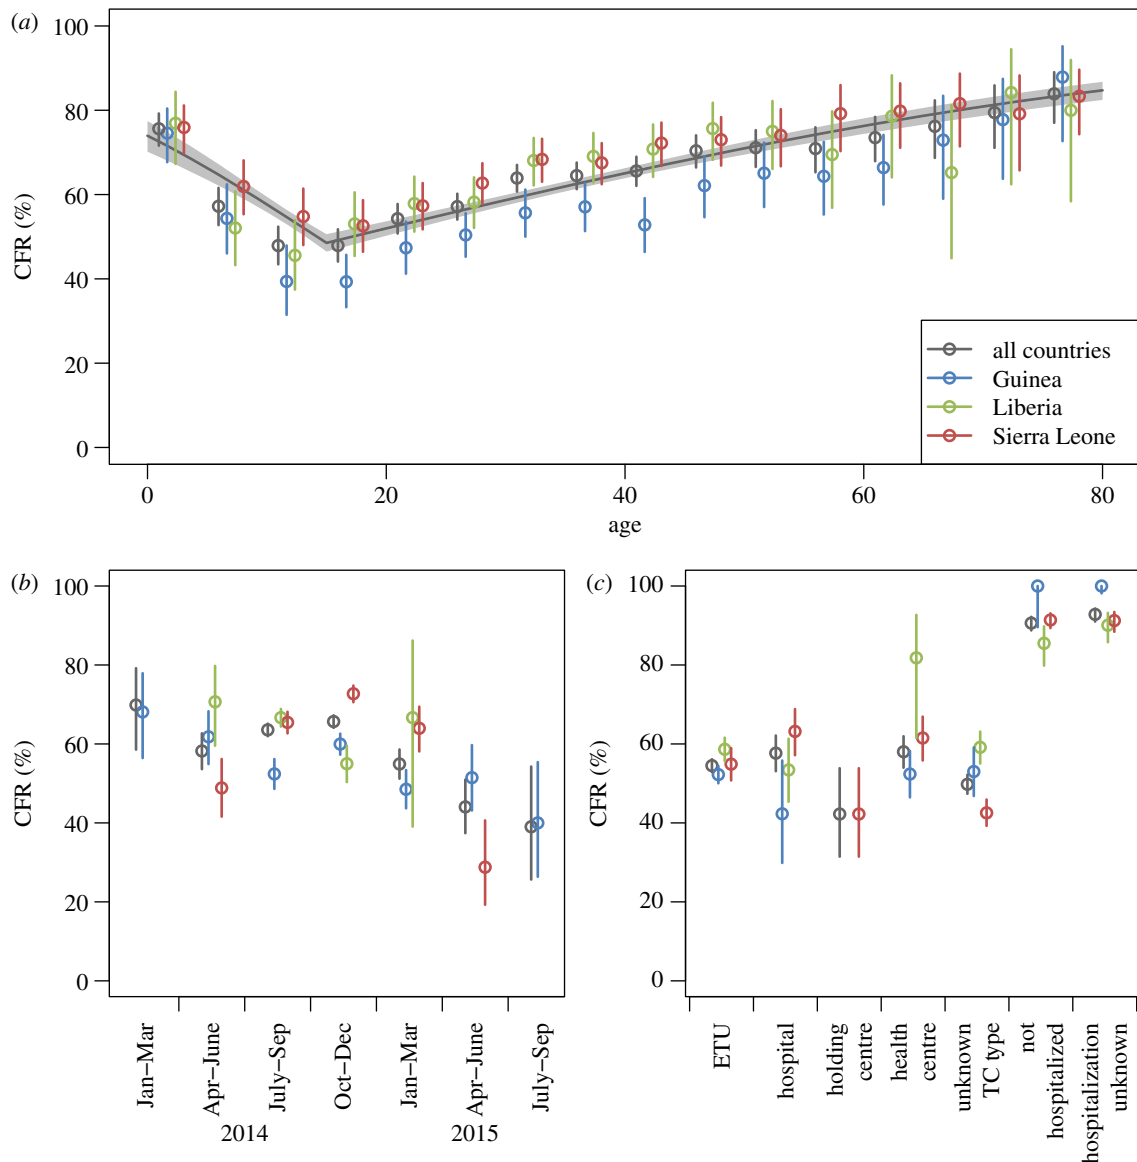 (a)
100
80
60
40
20
0
CFR (%)
all countries
Guinea
Liberia
Sierra Leone
0 20 40 60 80
age
(b)
100
80
60
40
20
0
CFR (%)
Jan–Mar
Apr–June
July–Sep
Oct–Dec
Jan–Mar
Apr–June
July–Sep
2014 2015
(c)
100
80
60
40
20
0
CFR (%)
ETU
hospital
holding
centre
health
centre
unknown
TC type
not
hospitalized
hospitalization
unknown